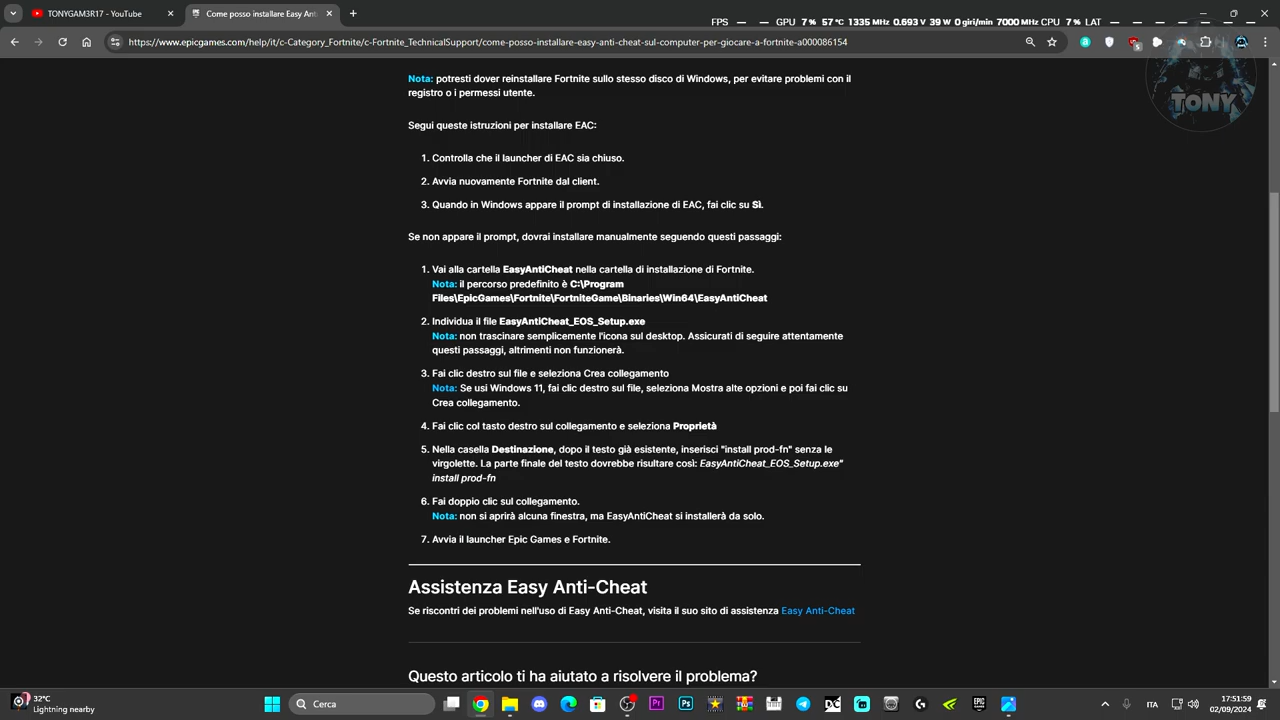 TONYGAM3R17 - YouTube
Come posso installare Easy Ant
FPS — — GPU 7 % 57 °C 1335 MHz 0.693 V 39 W 0 giri/min 7000 MHz CPU 7 % LAT — — — — —
https://www.epicgames.com/help/it/c-Category_Fortnite/c-Fortnite_TechnicalSupport/come-posso-installare-easy-anti-cheat-sul-computer-per-giocare-a-fortnite-a000086154
TONY
Nota: potresti dover reinstallare Fortnite sullo stesso disco di Windows, per evitare problemi con il
registro o i permessi utente.
Segui queste istruzioni per installare EAC:
1. Controlla che il launcher di EAC sia chiuso.
2. Avvia nuovamente Fortnite dal client.
3. Quando in Windows appare il prompt di installazione di EAC, fai clic su Sì.
Se non appare il prompt, dovrai installare manualmente seguendo questi passaggi:
1. Vai alla cartella EasyAntiCheat nella cartella di installazione di Fortnite.
Nota: il percorso predefinito è C:\Program
Files\EpicGames\Fortnite\FortniteGame\Binaries\Win64\EasyAntiCheat
2. Individua il file EasyAntiCheat_EOS_Setup.exe
Nota: non trascinare semplicemente l'icona sul desktop. Assicurati di seguire attentamente
questi passaggi, altrimenti non funzionerà.
3. Fai clic destro sul file e seleziona Crea collegamento
Nota: Se usi Windows 11, fai clic destro sul file, seleziona Mostra alte opzioni e poi fai clic su
Crea collegamento.
4. Fai clic col tasto destro sul collegamento e seleziona Proprietà
5. Nella casella Destinazione, dopo il testo già esistente, inserisci "install prod-fn" senza le
virgolette. La parte finale del testo dovrebbe risultare così: EasyAntiCheat_EOS_Setup.exe"
install prod-fn
6. Fai doppio clic sul collegamento.
Nota: non si aprirà alcuna finestra, ma EasyAntiCheat si installerà da solo.
7. Avvia il launcher Epic Games e Fortnite.
Assistenza Easy Anti-Cheat
Se riscontri dei problemi nell'uso di Easy Anti-Cheat, visita il suo sito di assistenza Easy Anti-Cheat
Questo articolo ti ha aiutato a risolvere il problema?
32°C
Lightning nearby
Cerca
Pr
Ps
DC
EPIC
ITA
17:51:59
02/09/2024